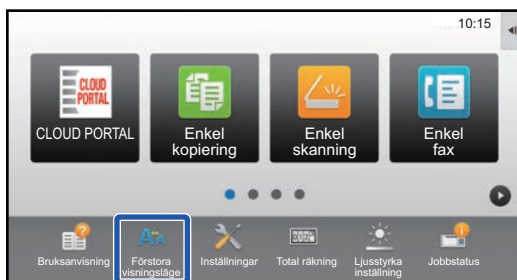 10:15
CLOUD
PORTAL
CLOUD PORTAL
Enkel
kopiering
Enkel
skanning
Enkel
fax
Bruksanvisning
Förstora
visningsläge
Inställningar
Total räkning
Ljusstyrka
inställning
Jobbstatus